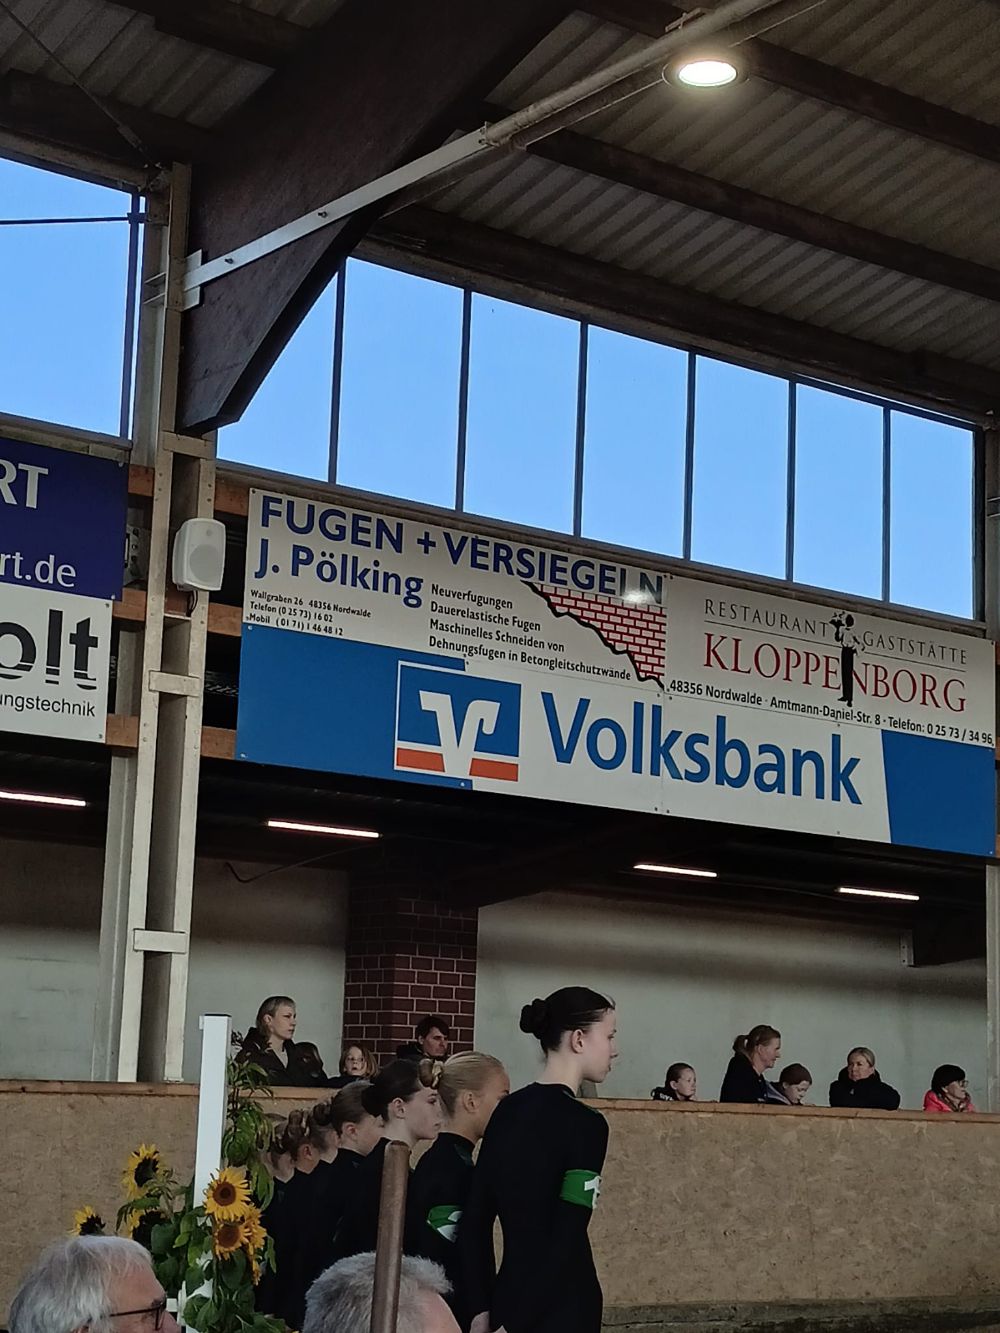 RT
rt.de
olt
ungstechnik
FUGEN + VERSIEGELN
J. Pölking
Wallgraben 26 48356 Nordwalde
Telefon (0 25 73) 16 02
Mobil (01 71) 1 46 48 12
Neuverfugungen
Dauerelastische Fugen
Maschinelles Schneiden von
Dehnungsfugen in Betongleitschutzwände
RESTAURANT GASTSTÄTTE
KLOPPENBORG
48356 Nordwalde · Amtmann-Daniel-Str. 8 · Telefon: 0 25 73 / 34 96
Volksbank